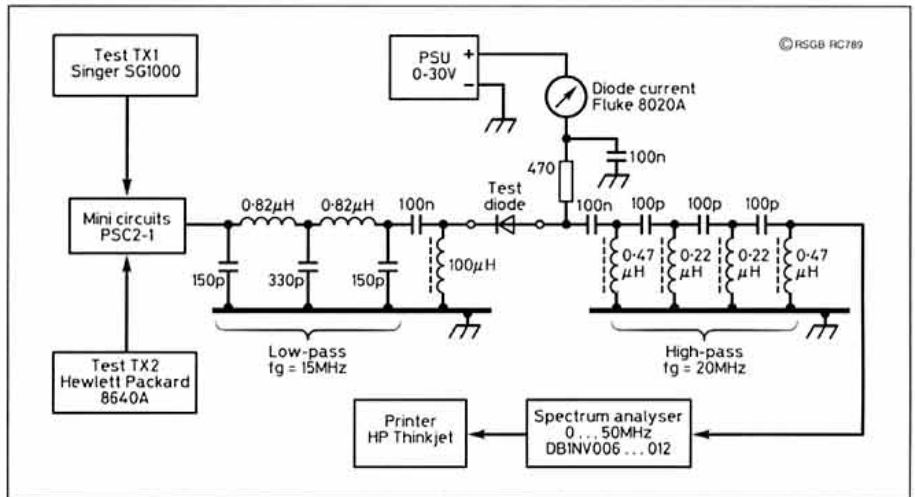 Test TX1
Singer SG1000
PSU
0-30V
+
−
© RSGB RC789
Diode current
Fluke 8020A
100n
470
Mini circuits
PSC2-1
0·82µH
0·82µH
100n
Test
diode
100n
100p
100p
100p
150p
330p
150p
100µH
0·47
µH
0·22
µH
0·22
µH
0·47
µH
Low-pass
fg = 15MHz
High-pass
fg = 20MHz
Test TX2
Hewlett Packard
8640A
Printer
HP Thinkjet
Spectrum analyser
0 ... 50MHz
DB1NV006 ... 012